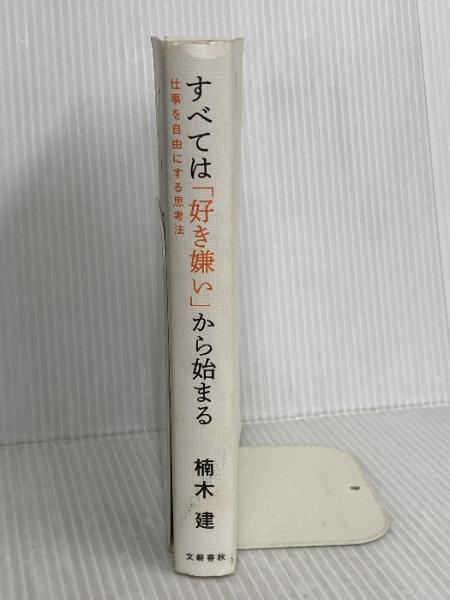 すべては「好き嫌い」から始まる
仕事を自由にする思考法
楠木 建
文藝春秋